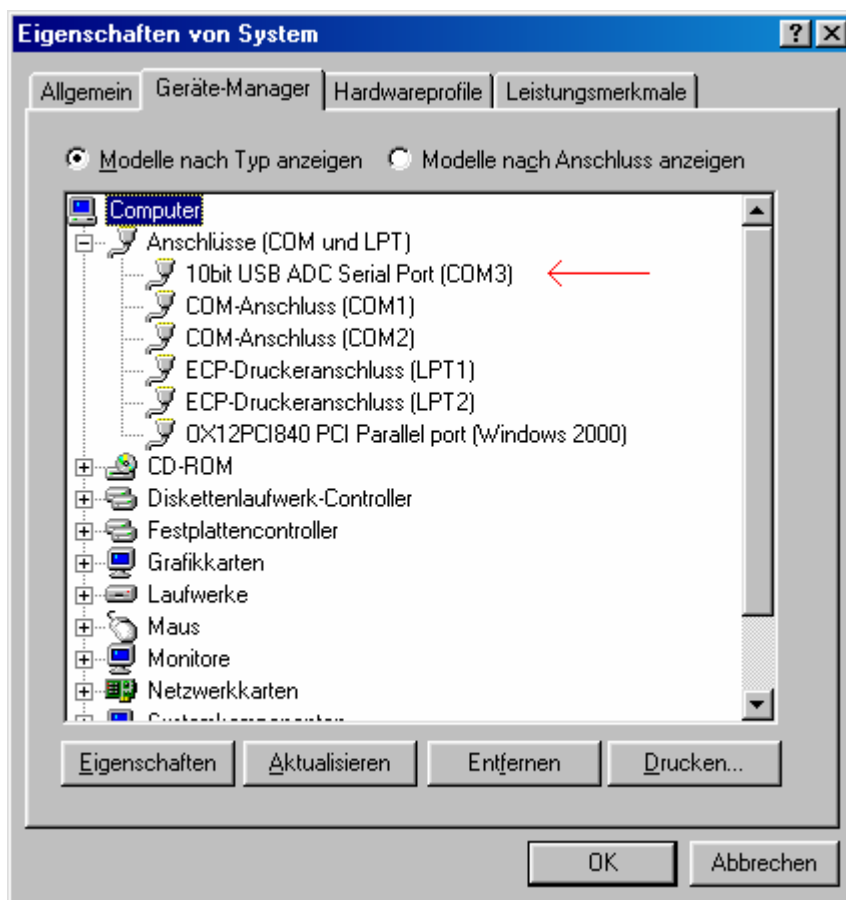 Eigenschaften von System
Allgemein Geräte-Manager Hardwareprofile Leistungsmerkmale
Modelle nach Typ anzeigen Modelle nach Anschluss anzeigen
Computer
Anschlüsse (COM und LPT)
10bit USB ADC Serial Port (COM3)
COM-Anschluss (COM1)
COM-Anschluss (COM2)
ECP-Druckeranschluss (LPT1)
ECP-Druckeranschluss (LPT2)
OX12PCI840 PCI Parallel port (Windows 2000)
CD-ROM
Diskettenlaufwerk-Controller
Festplattencontroller
Grafikkarten
Laufwerke
Maus
Monitore
Netzwerkkarten
Eigenschaften Aktualisieren Entfernen Drucken...
OK Abbrechen